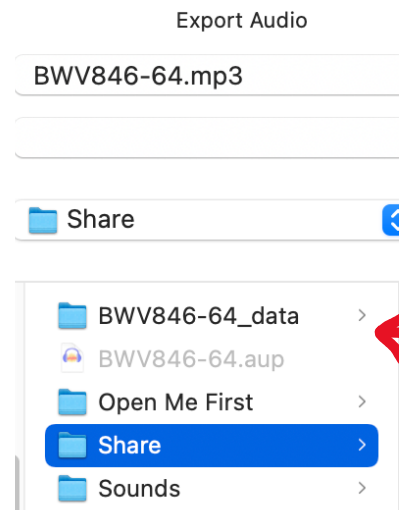 Export Audio
BWV846-64.mp3
Share
BWV846-64_data
BWV846-64.aup
Open Me First
Share
Sounds